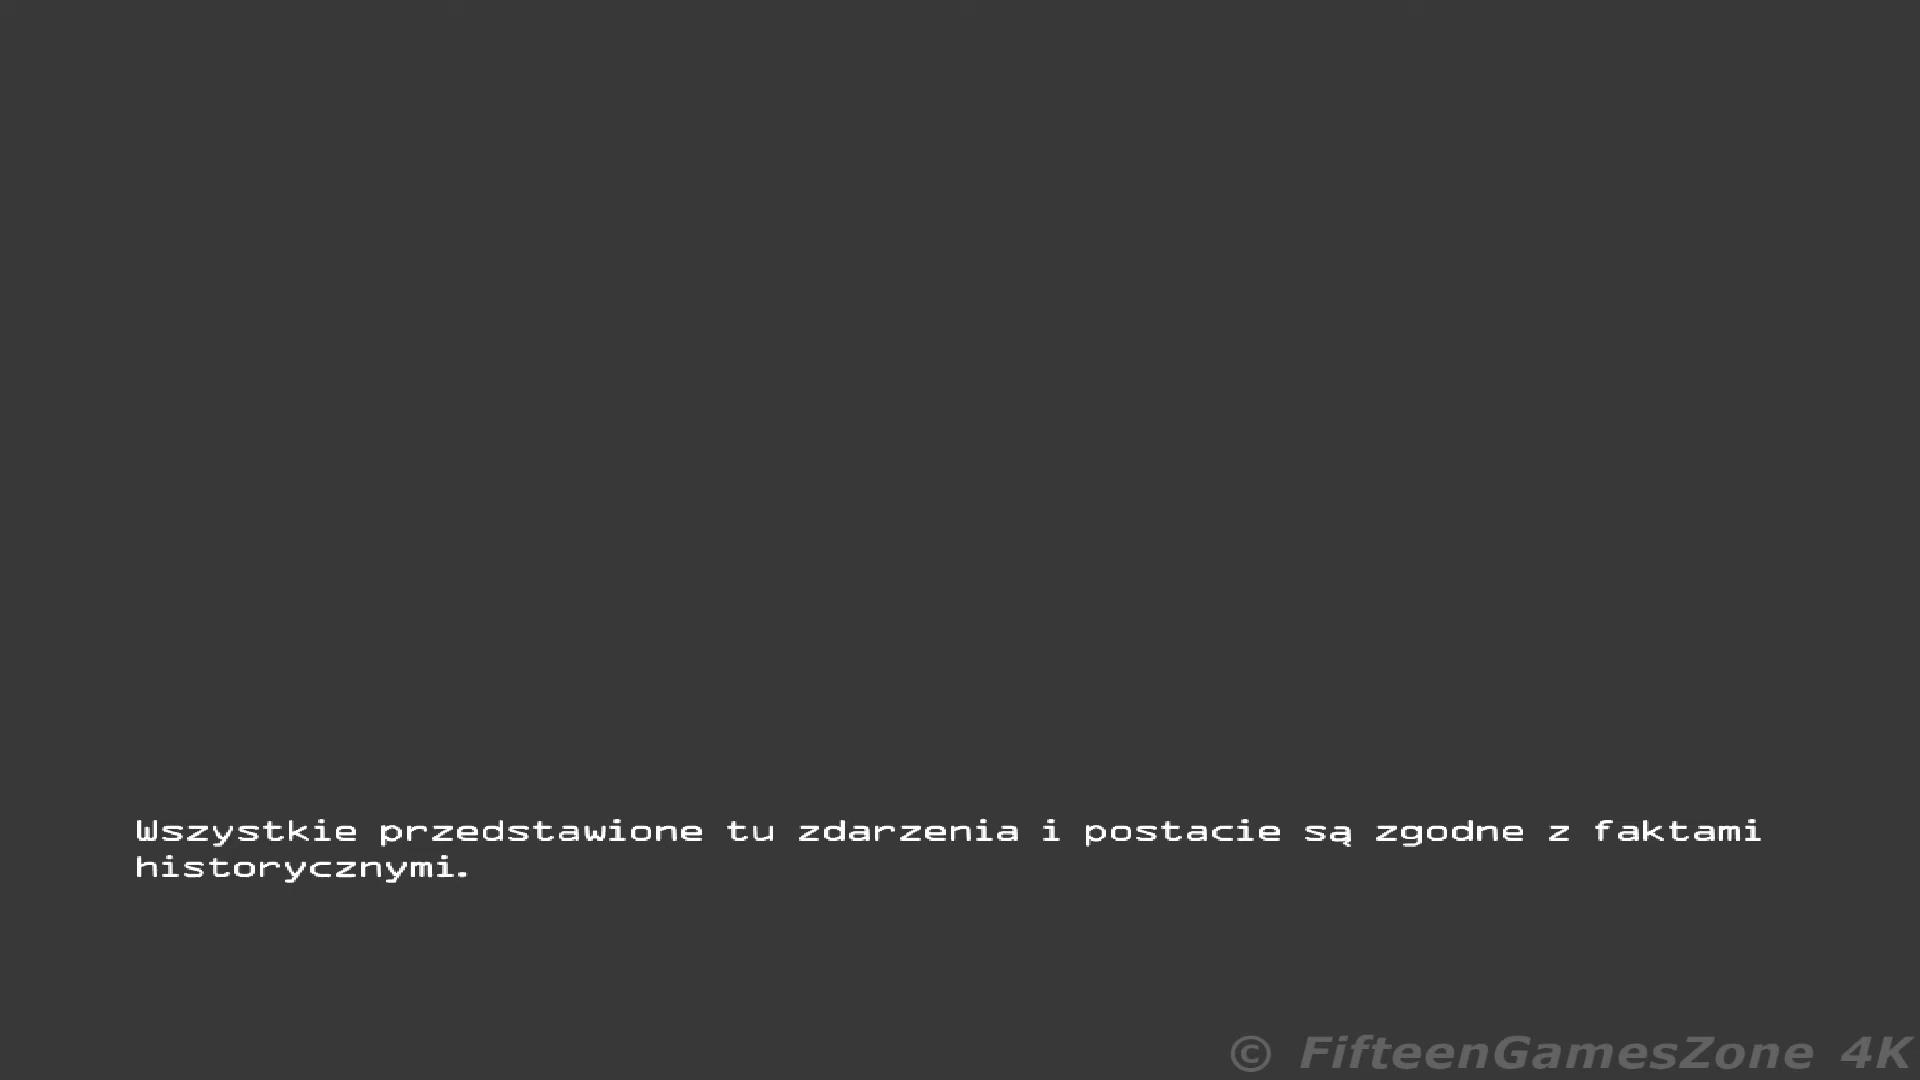 Wszystkie przedstawione tu zdarzenia i postacie są zgodne z faktami
historycznymi.
© FifteenGamesZone 4K